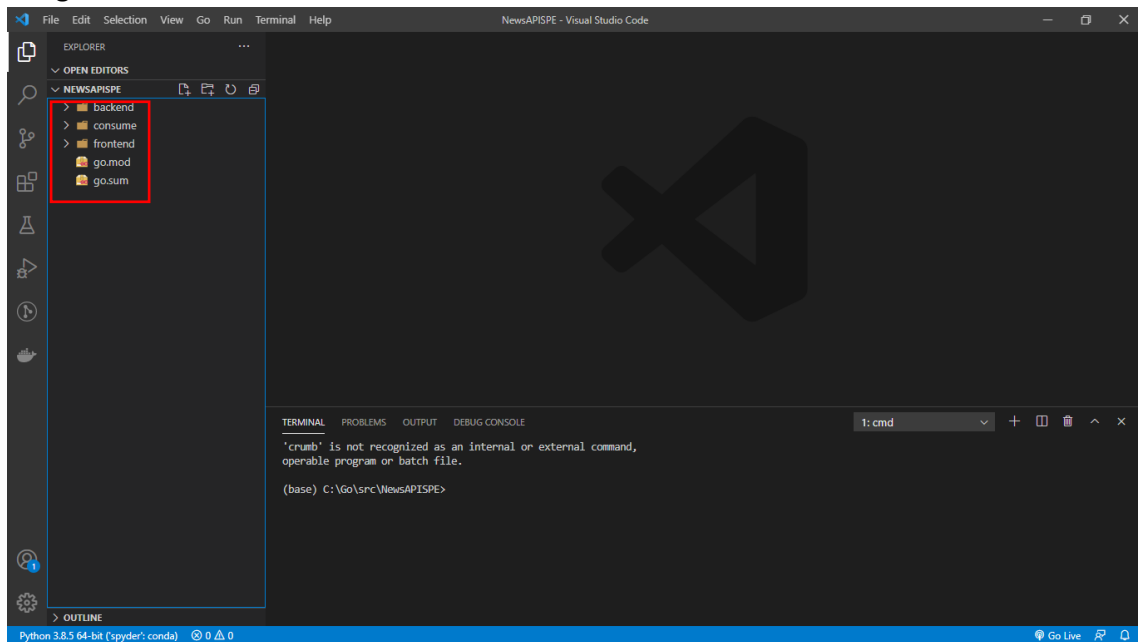 File Edit Selection View Go Run Terminal Help
NewsAPISPE - Visual Studio Code
EXPLORER
OPEN EDITORS
NEWSAPISPE
backend
consume
frontend
go.mod
go.sum
TERMINAL PROBLEMS OUTPUT DEBUG CONSOLE
1: cmd
'crumb' is not recognized as an internal or external command,
operable program or batch file.
(base) C:\Go\src\NewsAPISPE>
1
OUTLINE
Python 3.8.5 64-bit ('spyder': conda) 0 0 Go Live